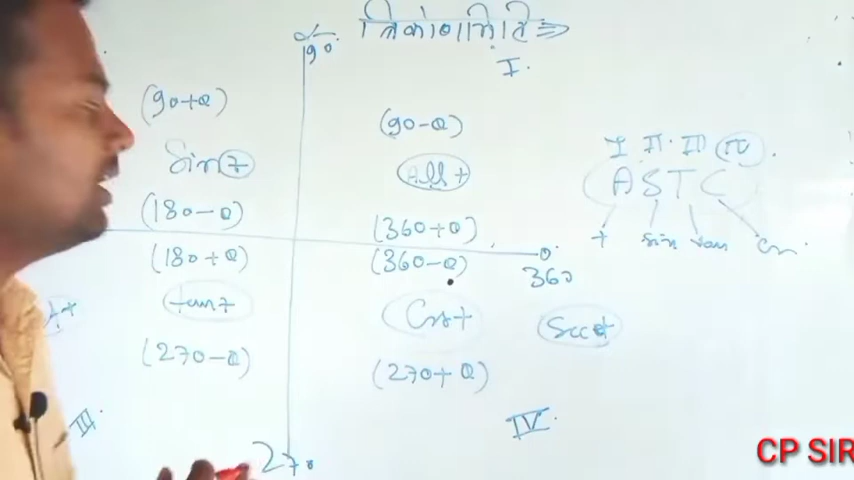 त्रिकोणमिति ⇒
90
I.
(90+θ)
(90-θ)
Sin+
All +
I II III IV
A S T C
+ sin tan Cos
(180-θ)
(360+θ)
(180+θ)
(360-θ)
0
360
tan+
Cos+
Sec+
(270-θ)
(270+θ)
III
IV
270
CP SIR